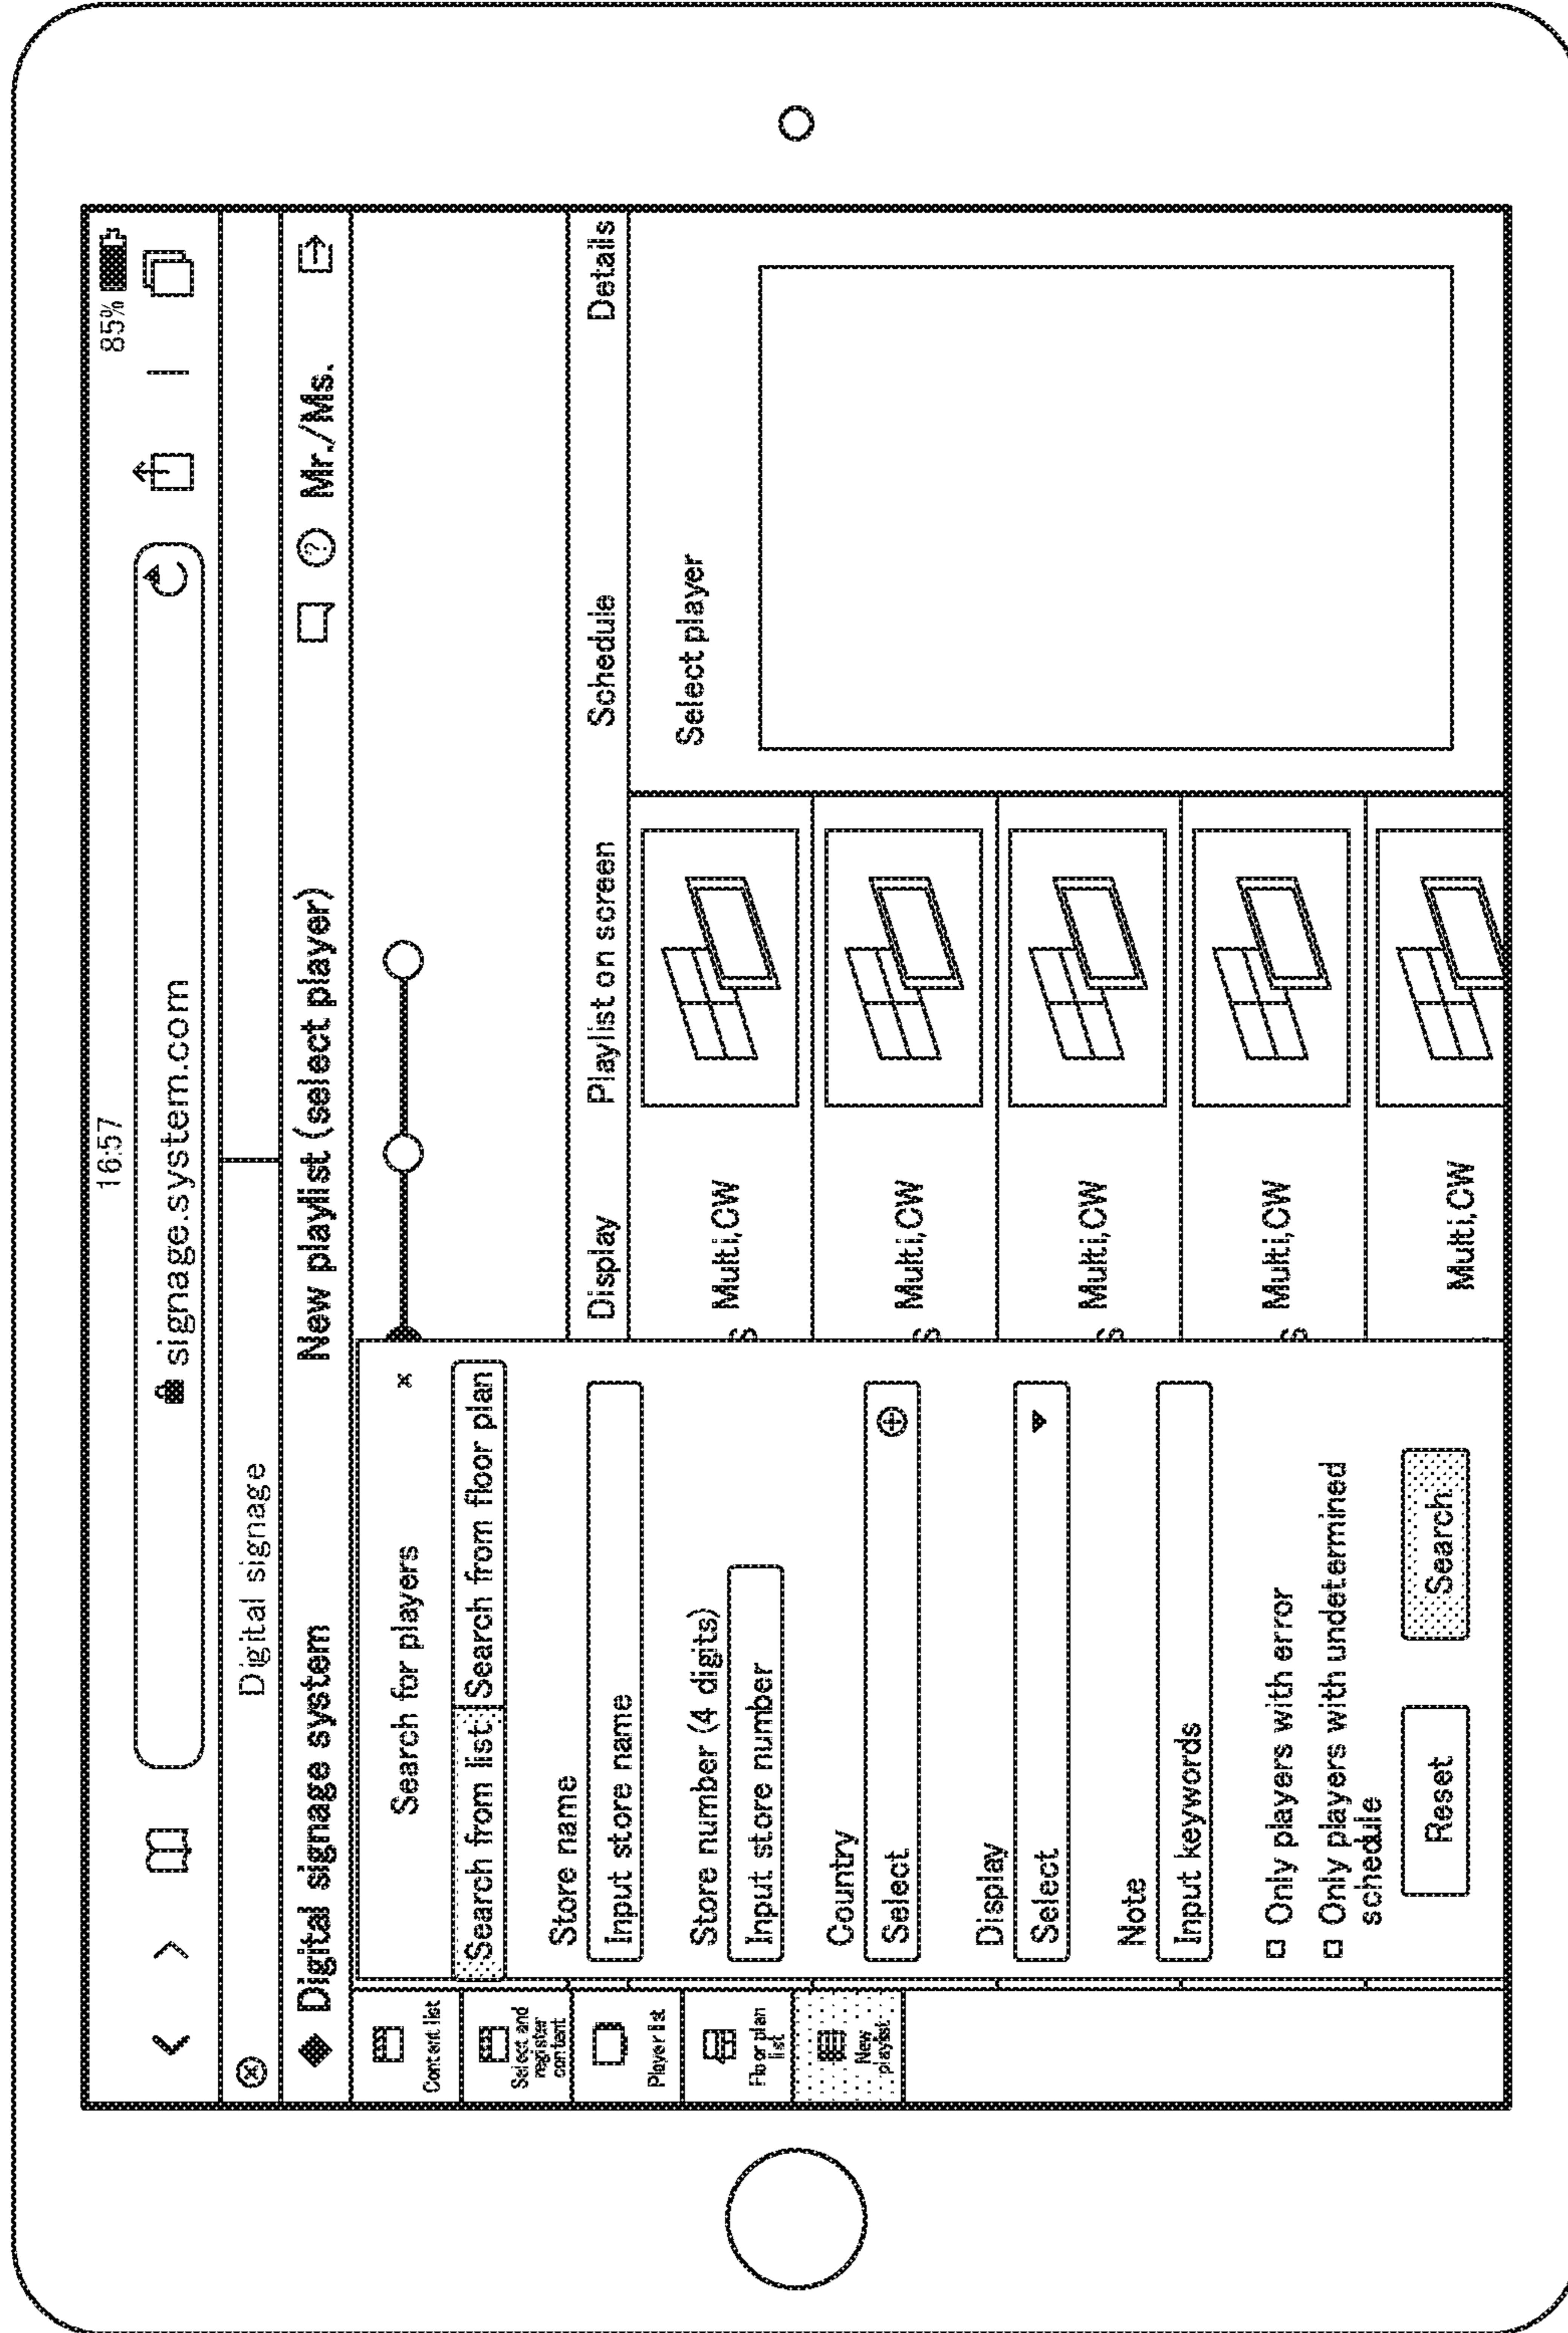 16:57
85%
signage.system.com
Digital signage
Digital signage system
New playlist (select player)
? Mr./Ms.
Content list
Select and
register
content
Player list
Floor plan
list
New
playlist
Search for players
×
Search from list
Search from floor plan
Store name
Input store name
Store number (4 digits)
Input store number
Country
Select
Display
Select
Note
Input keywords
Only players with error
Only players with undetermined
schedule
Reset
Search
Display
Playlist on screen
Schedule
Details
S Multi,CW
S Multi,CW
S Multi,CW
S Multi,CW
Multi,CW
Select player